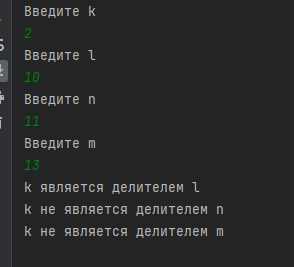 Введите k
2
Введите l
10
Введите n
11
Введите m
13
k является делителем l
k не является делителем n
k не является делителем m